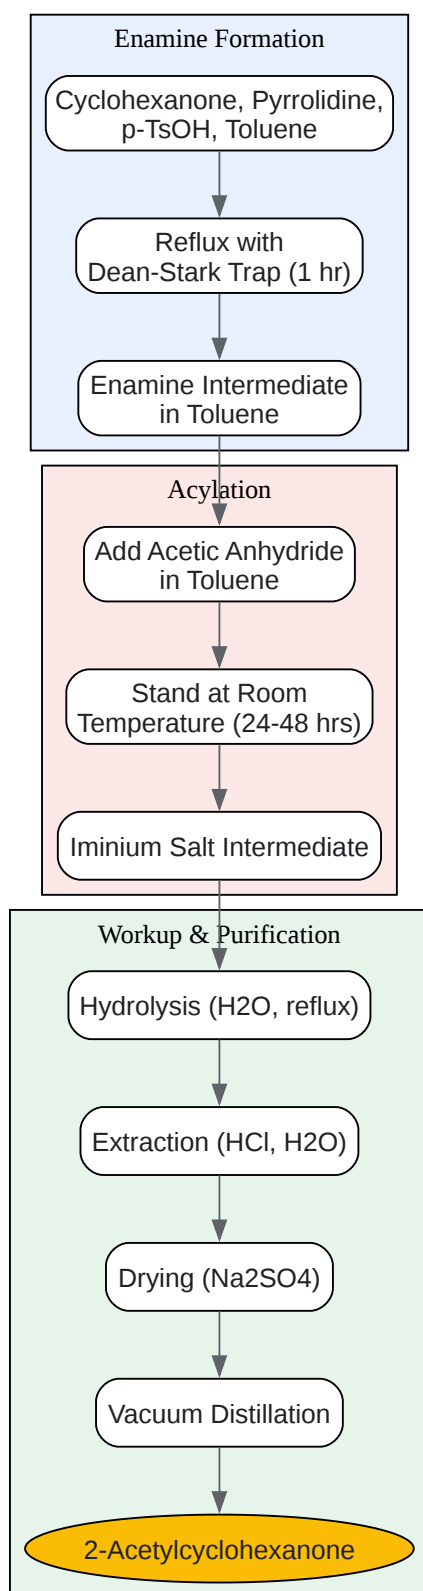 Enamine Formation
Cyclohexanone, Pyrrolidine,
p-TsOH, Toluene
Reflux with
Dean-Stark Trap (1 hr)
Enamine Intermediate
in Toluene
Acylation
Add Acetic Anhydride
in Toluene
Stand at Room
Temperature (24-48 hrs)
Iminium Salt Intermediate
Workup & Purification
Hydrolysis (H2O, reflux)
Extraction (HCl, H2O)
Drying (Na2SO4)
Vacuum Distillation
2-Acetylcyclohexanone